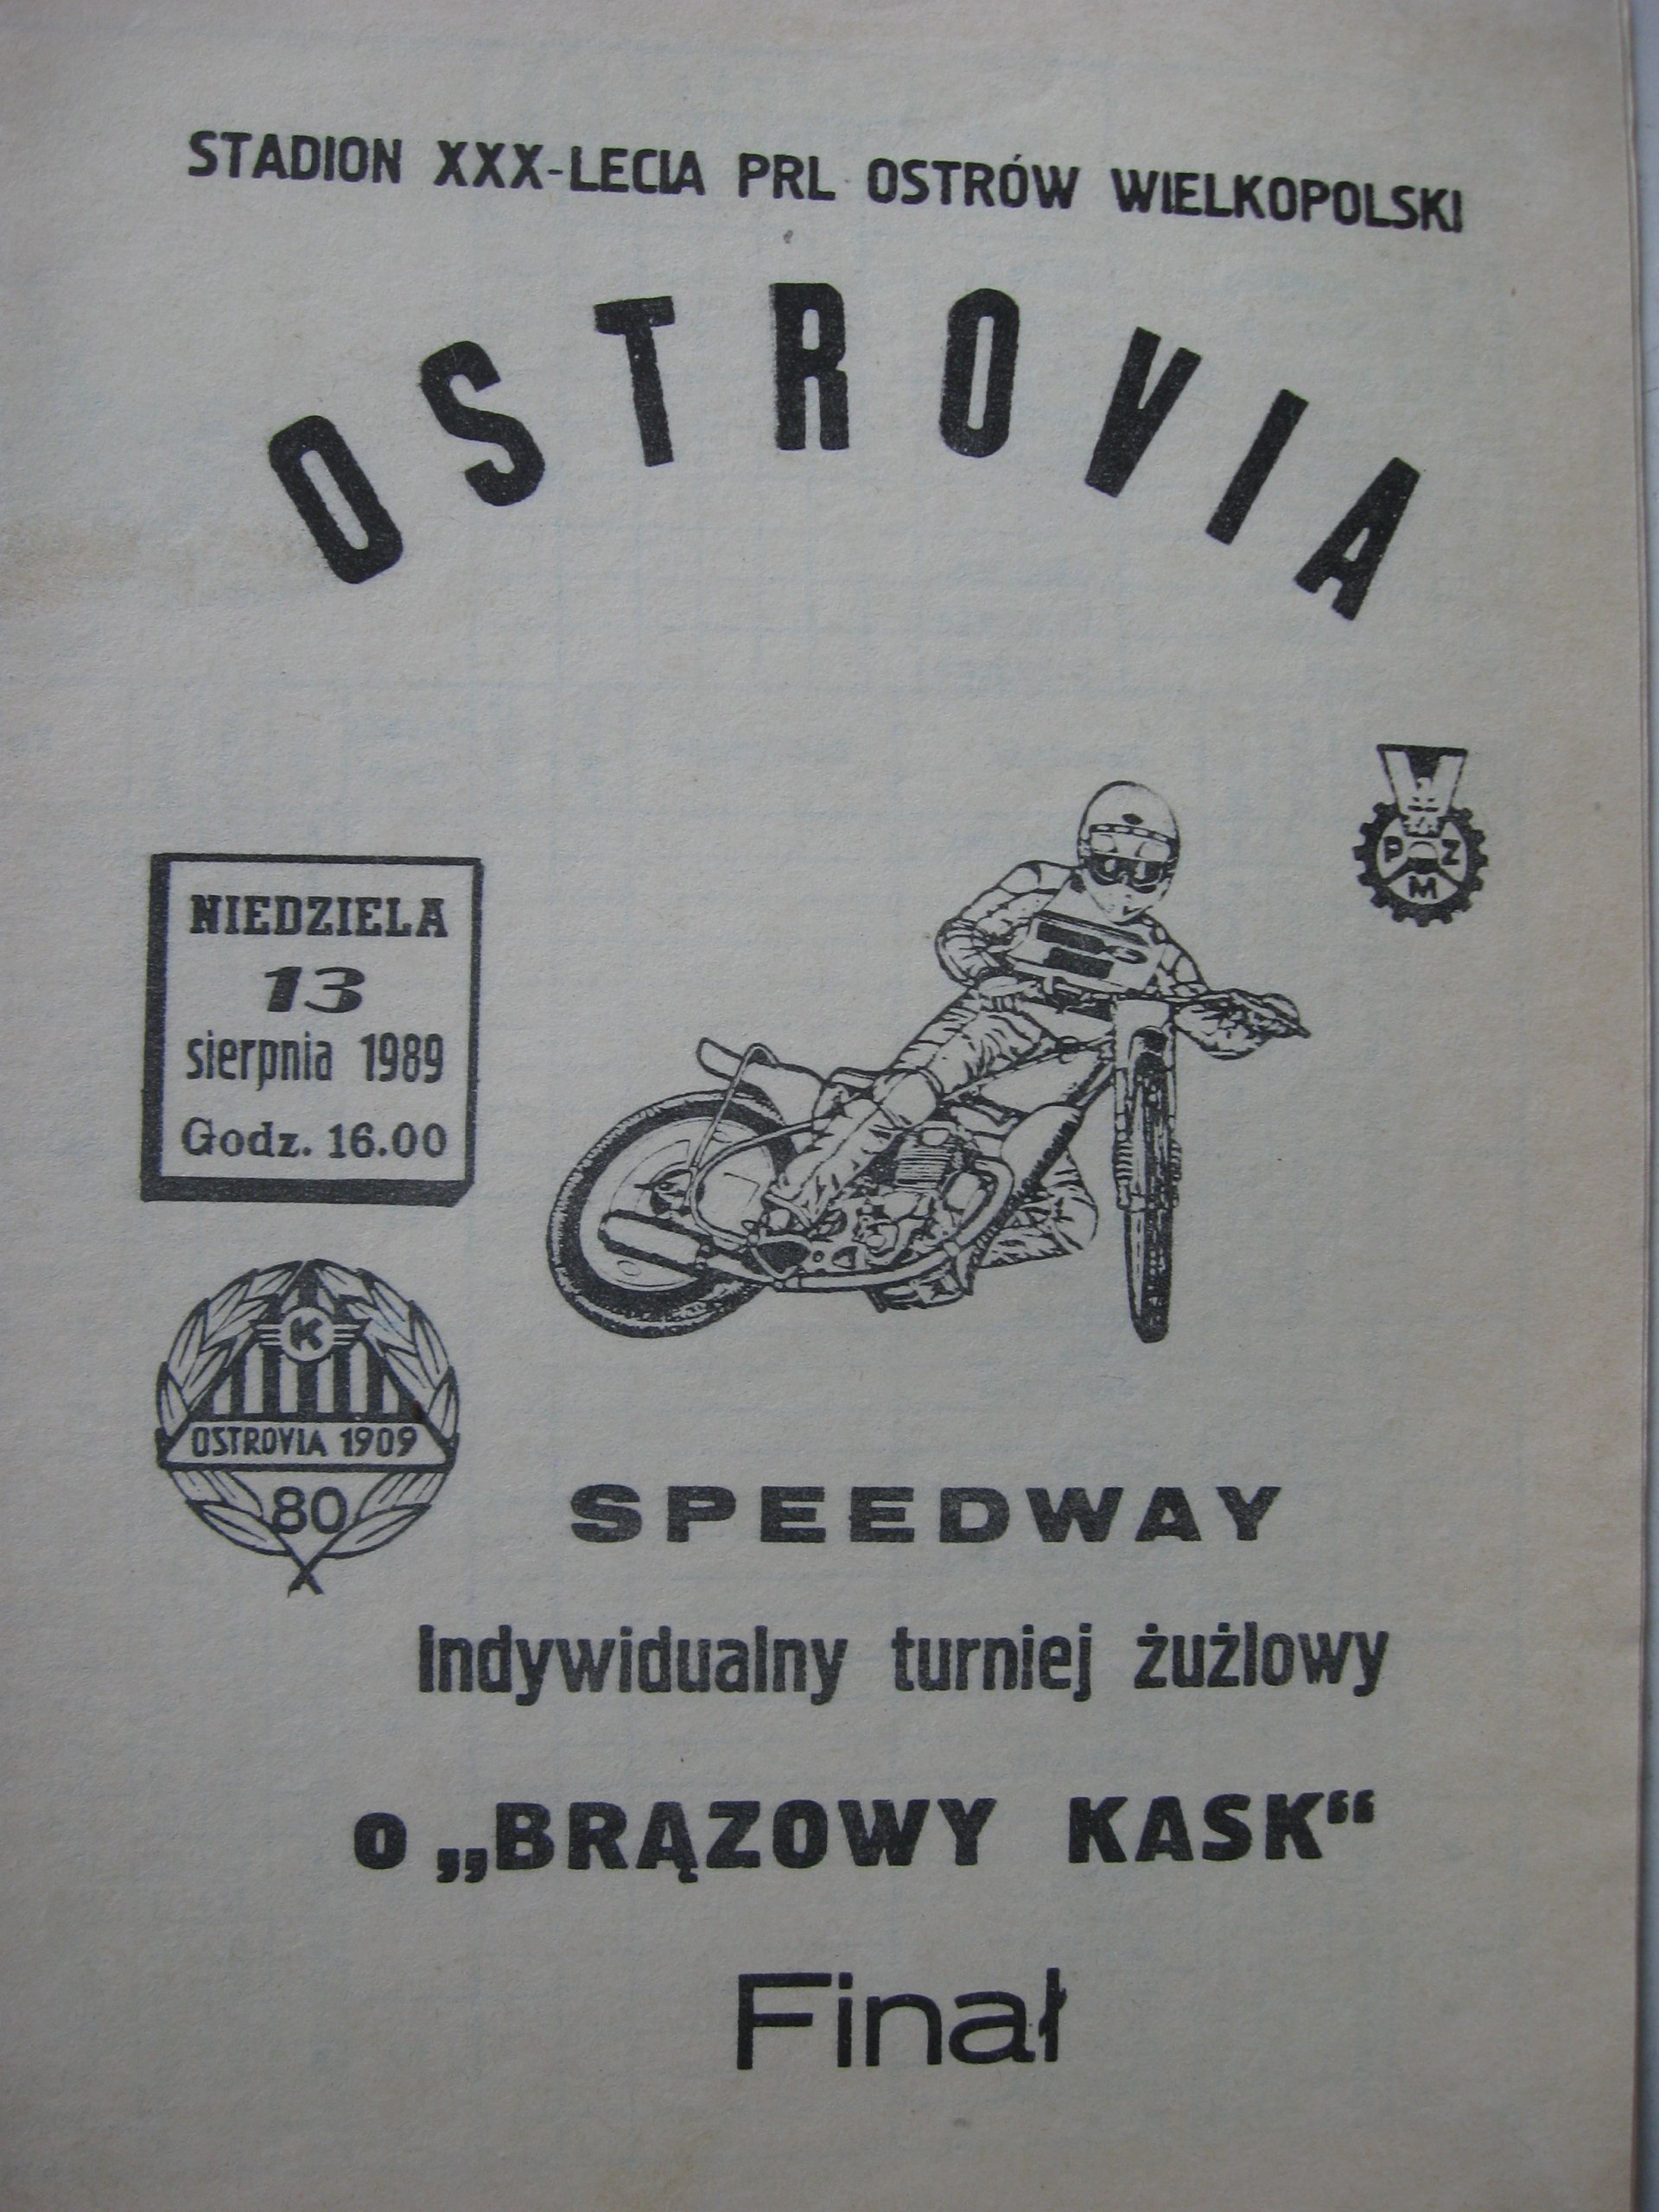 STADION XXX-LECIA PRL OSTRÓW WIELKOPOLSKI
OSTROVIA
P Z
M
NIEDZIELA
13
sierpnia 1989
Godz. 16.00
K
OSTROVIA 1909
80
SPEEDWAY
Indywidualny turniej żużlowy
o „BRĄZOWY KASK“
Finał